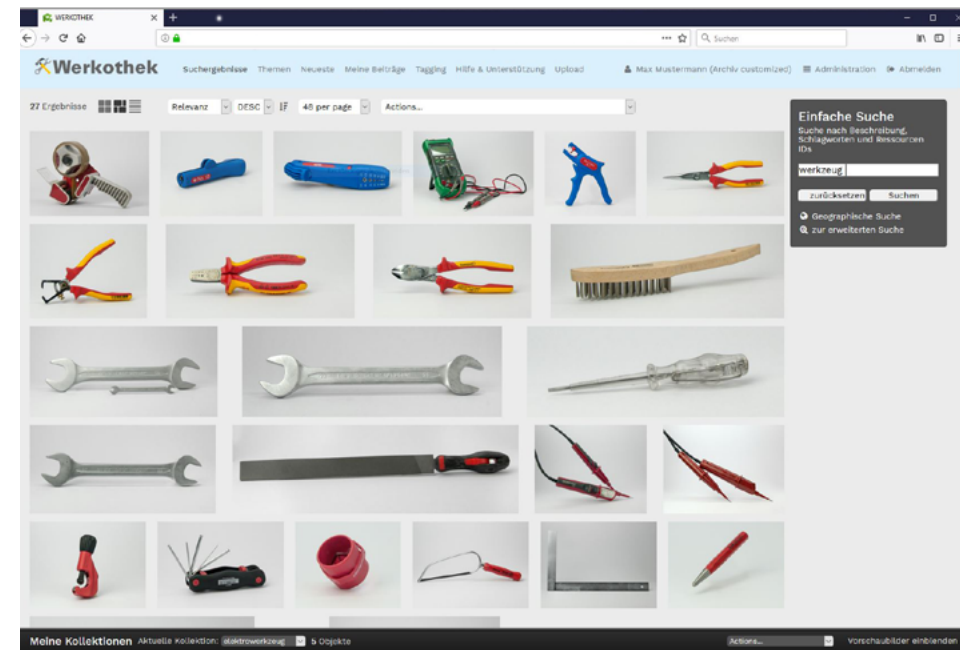 WERKOTHEK
Suchen
Werkothek
Suchergebnisse Themen Neueste Meine Beiträge Tagging Hilfe & Unterstützung Upload
Max Mustermann (Archiv customized) Administration Abmelden
27 Ergebnisse
Relevanz DESC 48 per page Actions...
Einfache Suche
Suche nach Beschreibung,
Schlagworten und Ressourcen
IDs
werkzeug
zurücksetzen Suchen
Geographische Suche
zur erweiterten Suche
Meine Kollektionen Aktuelle Kollektion: elektrowerkzeug 5 Objekte Actions... Vorschaubilder einblenden